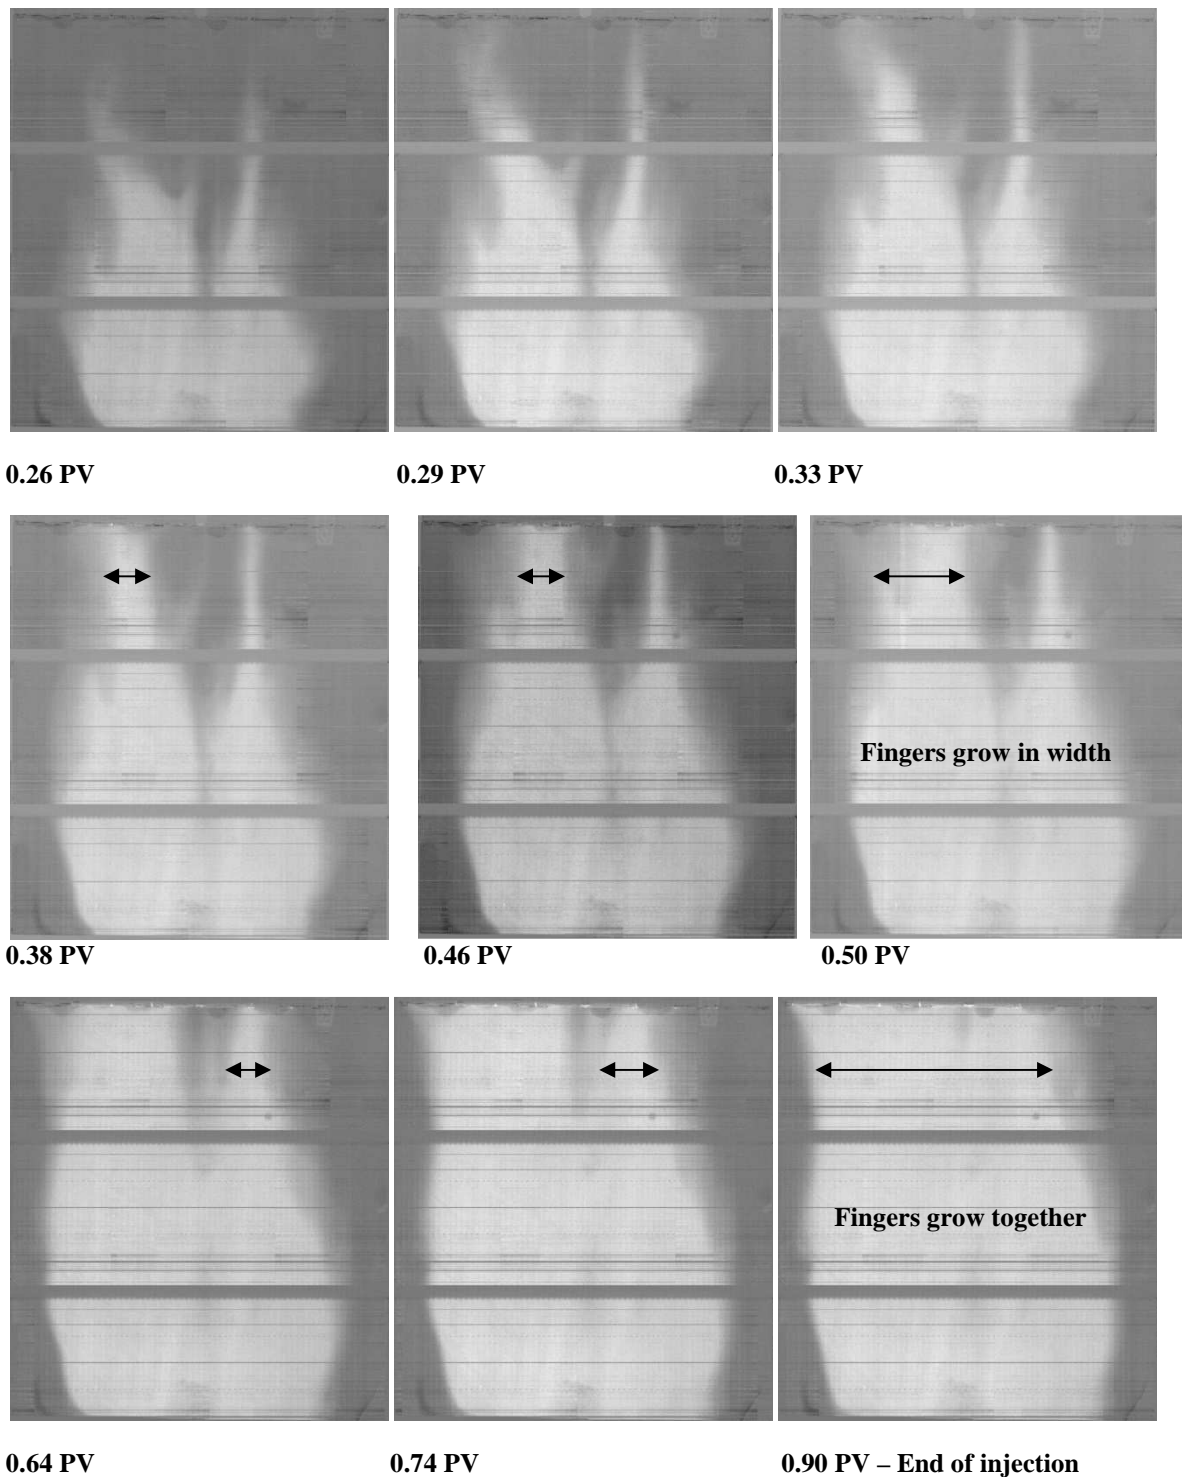 0.26 PV
0.29 PV
0.33 PV
Fingers grow in width
0.38 PV
0.46 PV
0.50 PV
Fingers grow together
0.64 PV
0.74 PV
0.90 PV – End of injection